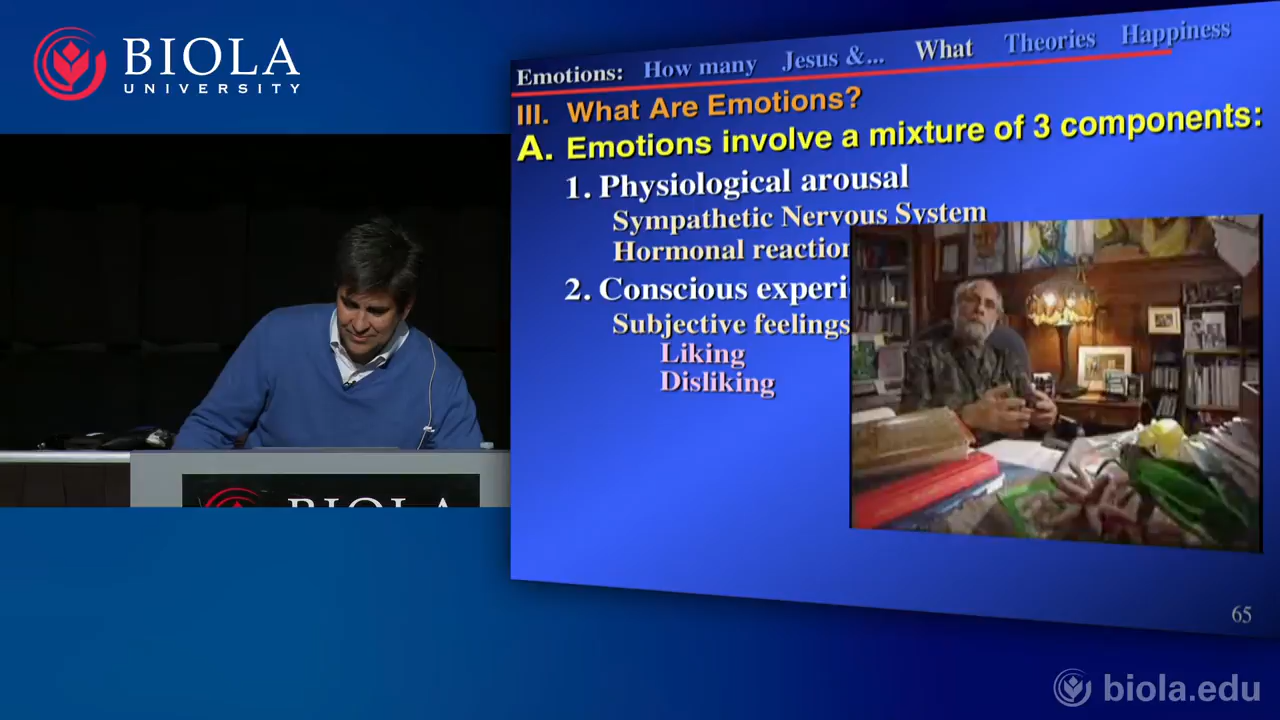 BIOLA
UNIVERSITY
Emotions: How many Jesus &... What Theories Happiness
III. What Are Emotions?
A. Emotions involve a mixture of 3 components:
1. Physiological arousal
Sympathetic Nervous System
Hormonal reaction
2. Conscious experi
Subjective feelings
Liking
Disliking
BIOLA
65
biola.edu